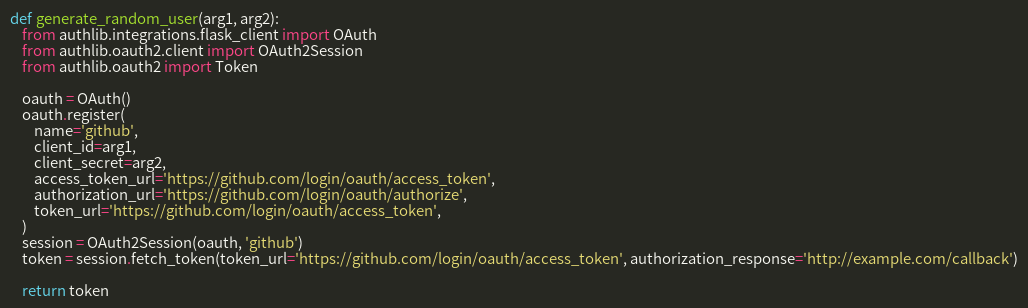 def generate_random_user(arg1, arg2):
from authlib.integrations.flask_client import OAuth
from authlib.oauth2.client import OAuth2Session
from authlib.oauth2 import Token
oauth = OAuth()
oauth.register(
name='github',
client_id=arg1,
client_secret=arg2,
access_token_url='https://github.com/login/oauth/access_token',
authorization_url='https://github.com/login/oauth/authorize',
token_url='https://github.com/login/oauth/access_token',
)
session = OAuth2Session(oauth, 'github')
token = session.fetch_token(token_url='https://github.com/login/oauth/access_token', authorization_response='http://example.com/callback')
return token